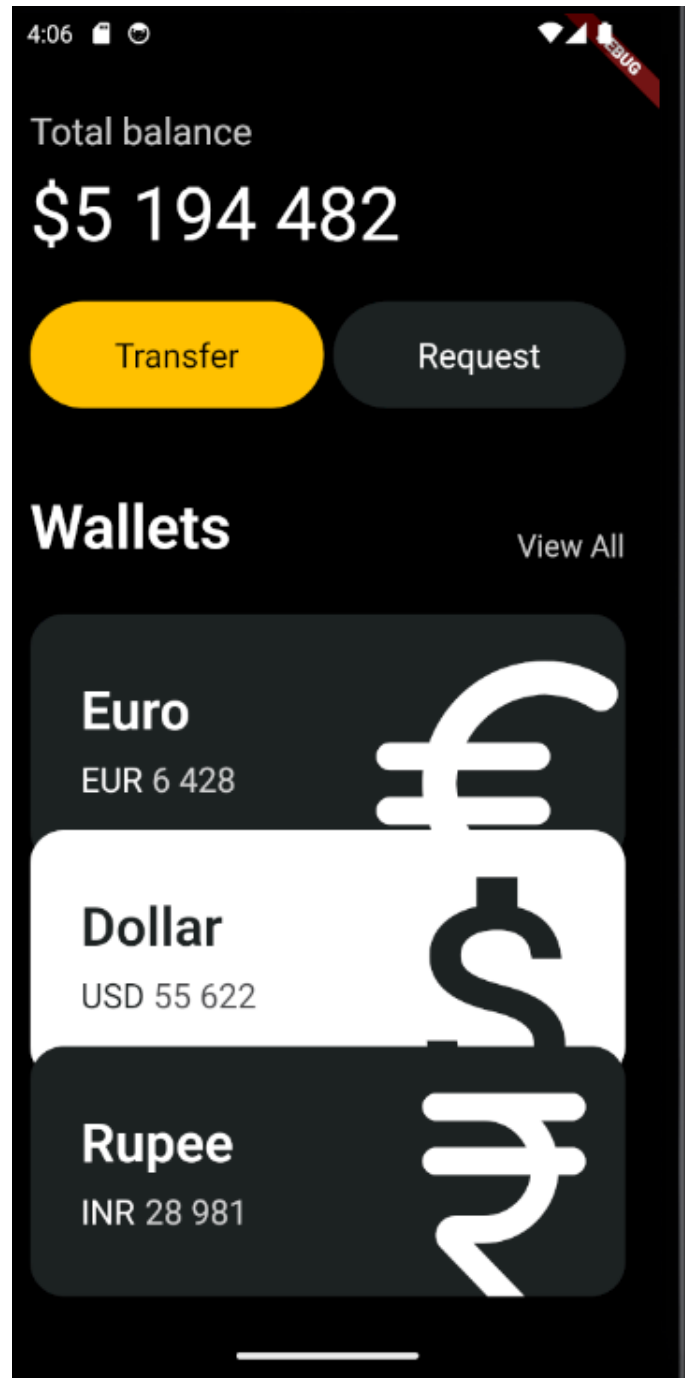 4:06
DEBUG
Total balance
$5 194 482
Transfer Request
Wallets
View All
Euro
EUR 6 428
€
Dollar
USD 55 622
$
Rupee
INR 28 981
₹